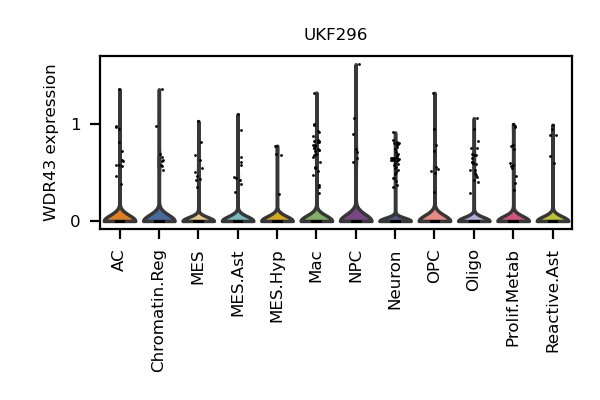 UKF296
WDR43 expression
1
0
AC
Chromatin.Reg
MES
MES.Ast
MES.Hyp
Mac
NPC
Neuron
OPC
Oligo
Prolif.Metab
Reactive.Ast